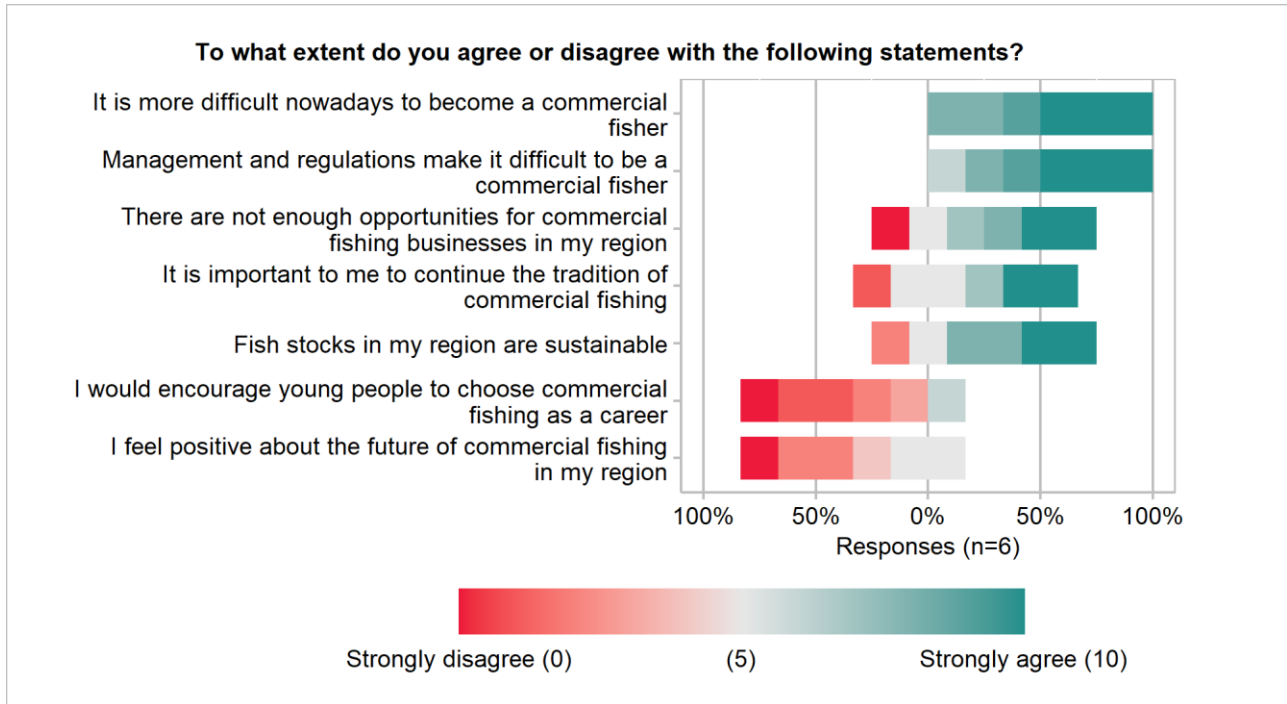 To what extent do you agree or disagree with the following statements?
It is more difficult nowadays to become a commercial
fisher
Management and regulations make it difficult to be a
commercial fisher
There are not enough opportunities for commercial
fishing businesses in my region
It is important to me to continue the tradition of
commercial fishing
Fish stocks in my region are sustainable
I would encourage young people to choose commercial
fishing as a career
I feel positive about the future of commercial fishing
in my region
100% 50% 0% 50% 100%
Responses (n=6)
Strongly disagree (0) (5) Strongly agree (10)